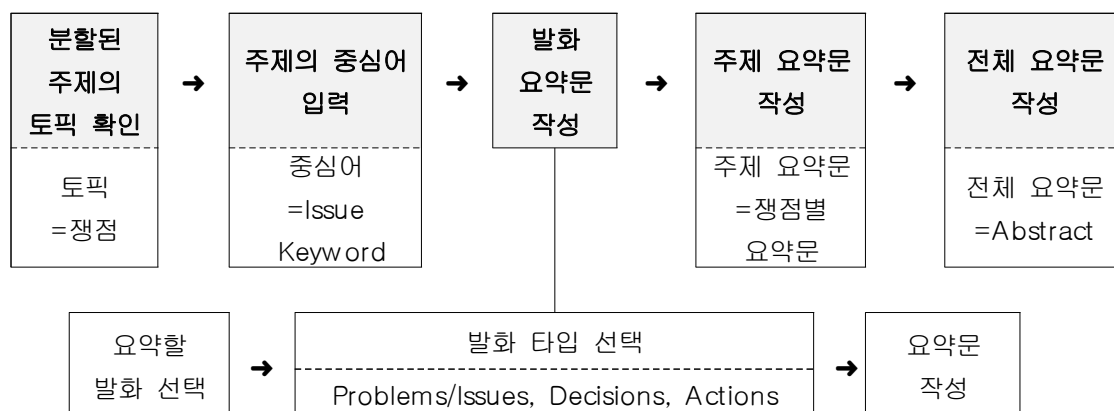 분할된
주제의
토픽 확인
토픽
=쟁점
➜
주제의 중심어
입력
중심어
=Issue
Keyword
➜
발화
요약문
작성
➜
주제 요약문
작성
주제 요약문
=쟁점별
요약문
➜
전체 요약문
작성
전체 요약문
=Abstract
요약할
발화 선택
➜
발화 타입 선택
Problems/Issues, Decisions, Actions
➜
요약문
작성